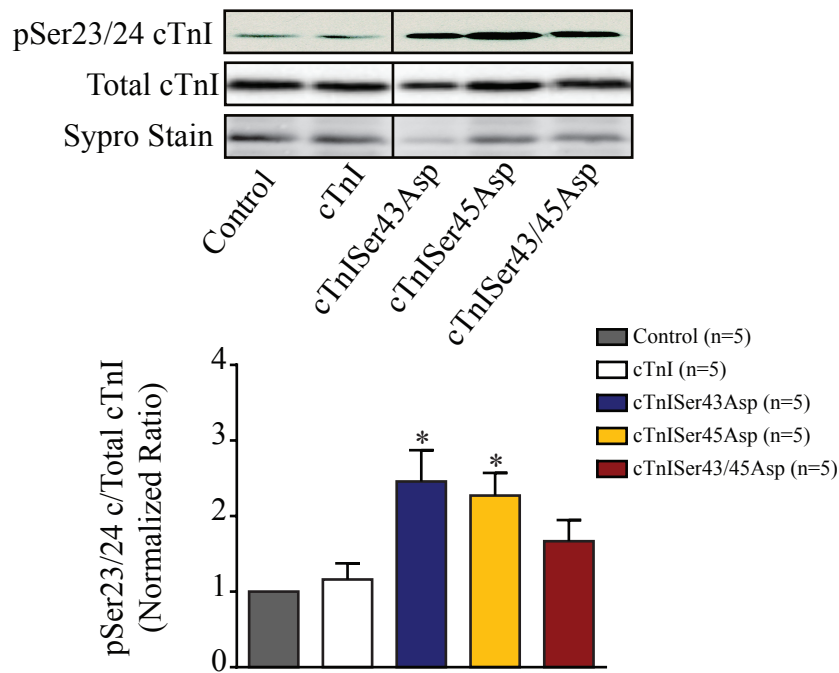 pSer23/24 cTnI
Total cTnI
Sypro Stain
Control
cTnI
cTnISer43Asp
cTnISer45Asp
cTnISer43/45Asp
pSer23/24 c/Total cTnI
(Normalized Ratio)
4
3
2
1
0
*
*
Control (n=5)
cTnI (n=5)
cTnISer43Asp (n=5)
cTnISer45Asp (n=5)
cTnISer43/45Asp (n=5)